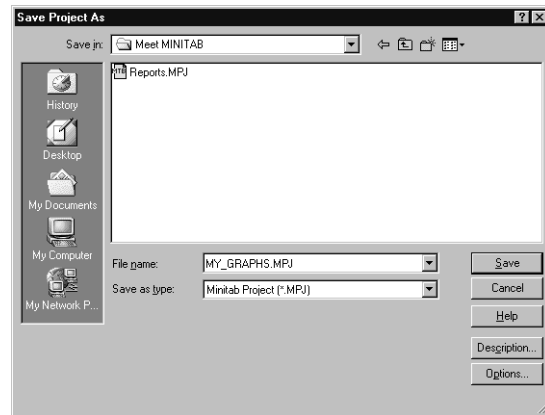 Save Project As
Save in: Meet MINITAB
Reports.MPJ
History
Desktop
My Documents
My Computer
My Network P...
File name: MY_GRAPHS.MPJ
Save as type: Minitab Project (*.MPJ)
Save
Cancel
Help
Description...
Options...